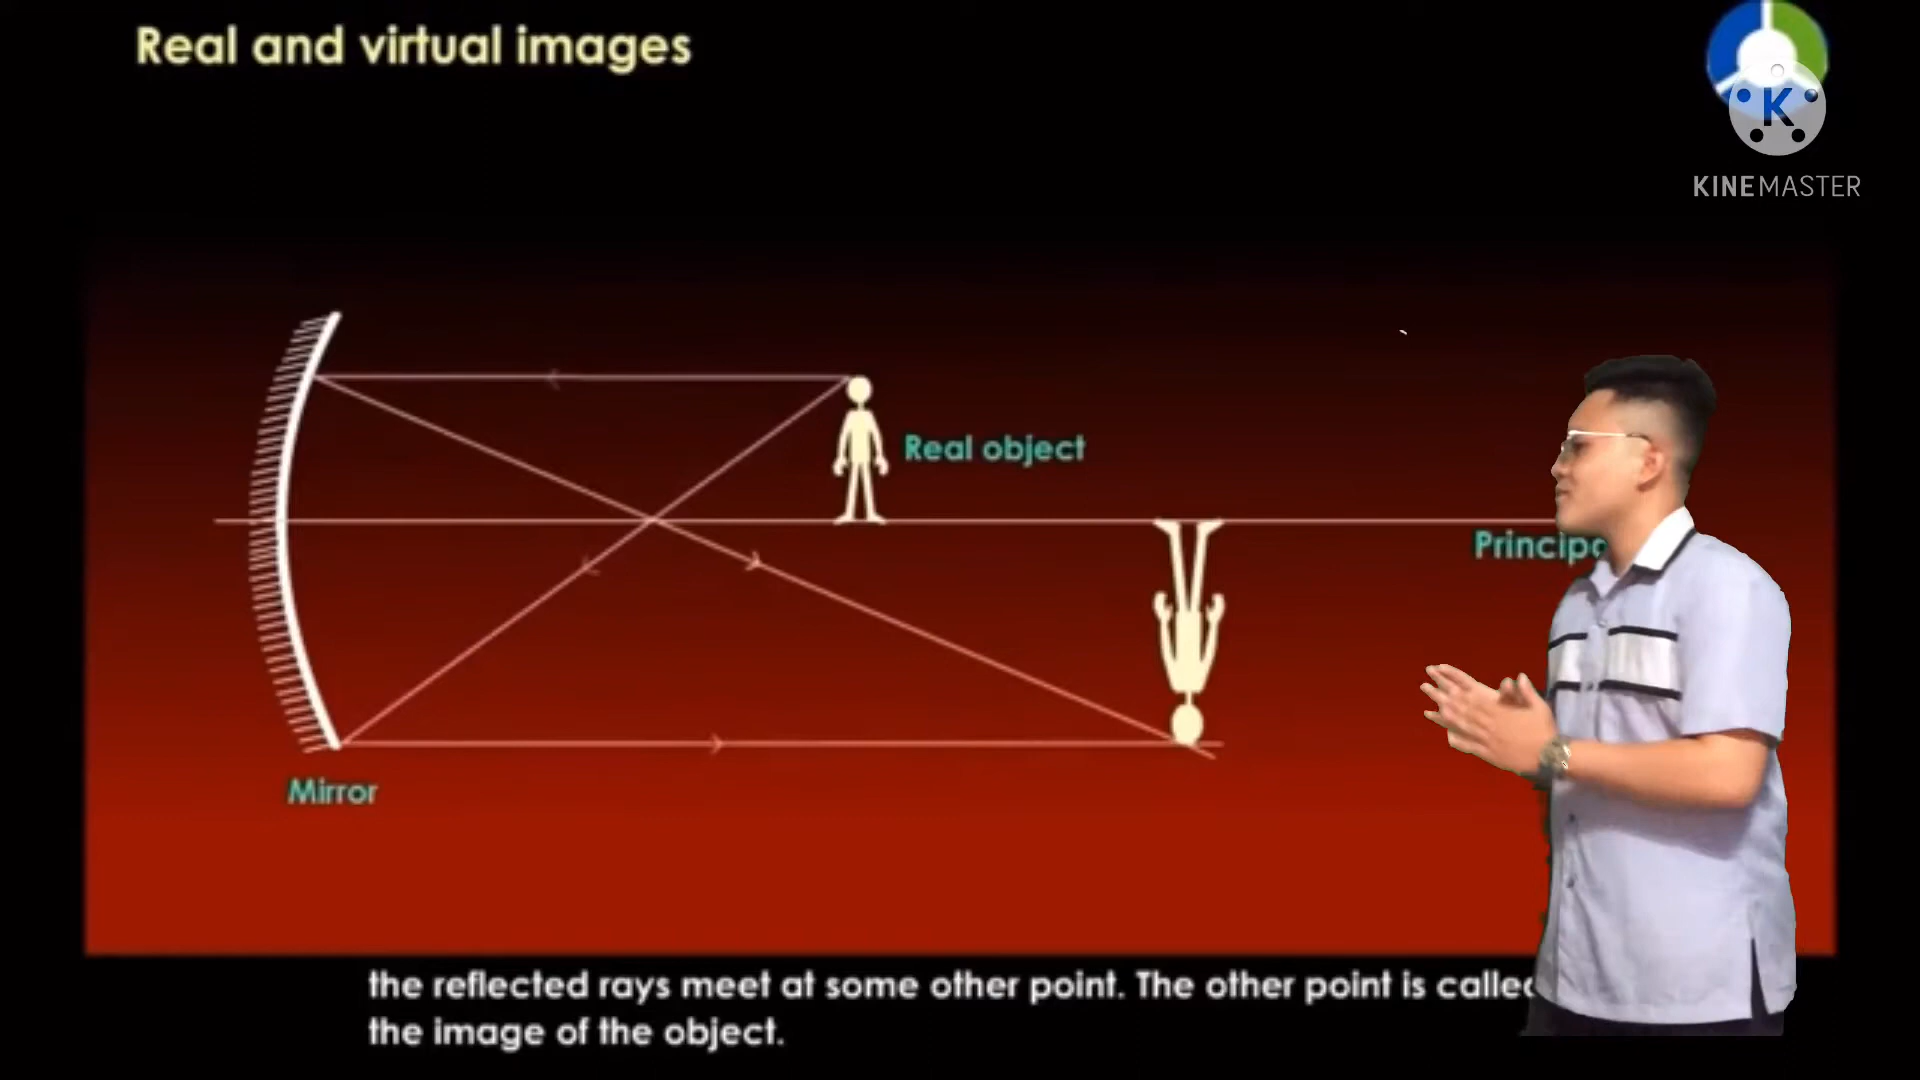 Real and virtual images
K
KINEMASTER
Real object
Mirror
the reflected rays meet at some other point. The other point is
the image of the object.